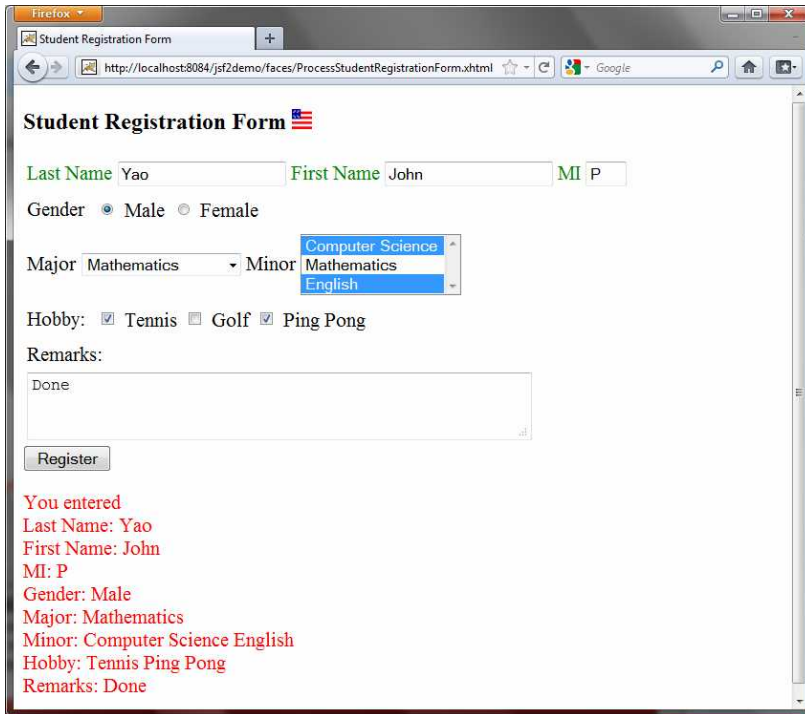 Firefox
Student Registration Form
http://localhost:8084/jsf2demo/faces/ProcessStudentRegistrationForm.xhtml Google
Student Registration Form
Last Name Yao First Name John MI P
Gender Male Female
Computer Science
Major Mathematics Minor Mathematics
English
Hobby: Tennis Golf Ping Pong
Remarks:
Done
Register
You entered
Last Name: Yao
First Name: John
MI: P
Gender: Male
Major: Mathematics
Minor: Computer Science English
Hobby: Tennis Ping Pong
Remarks: Done